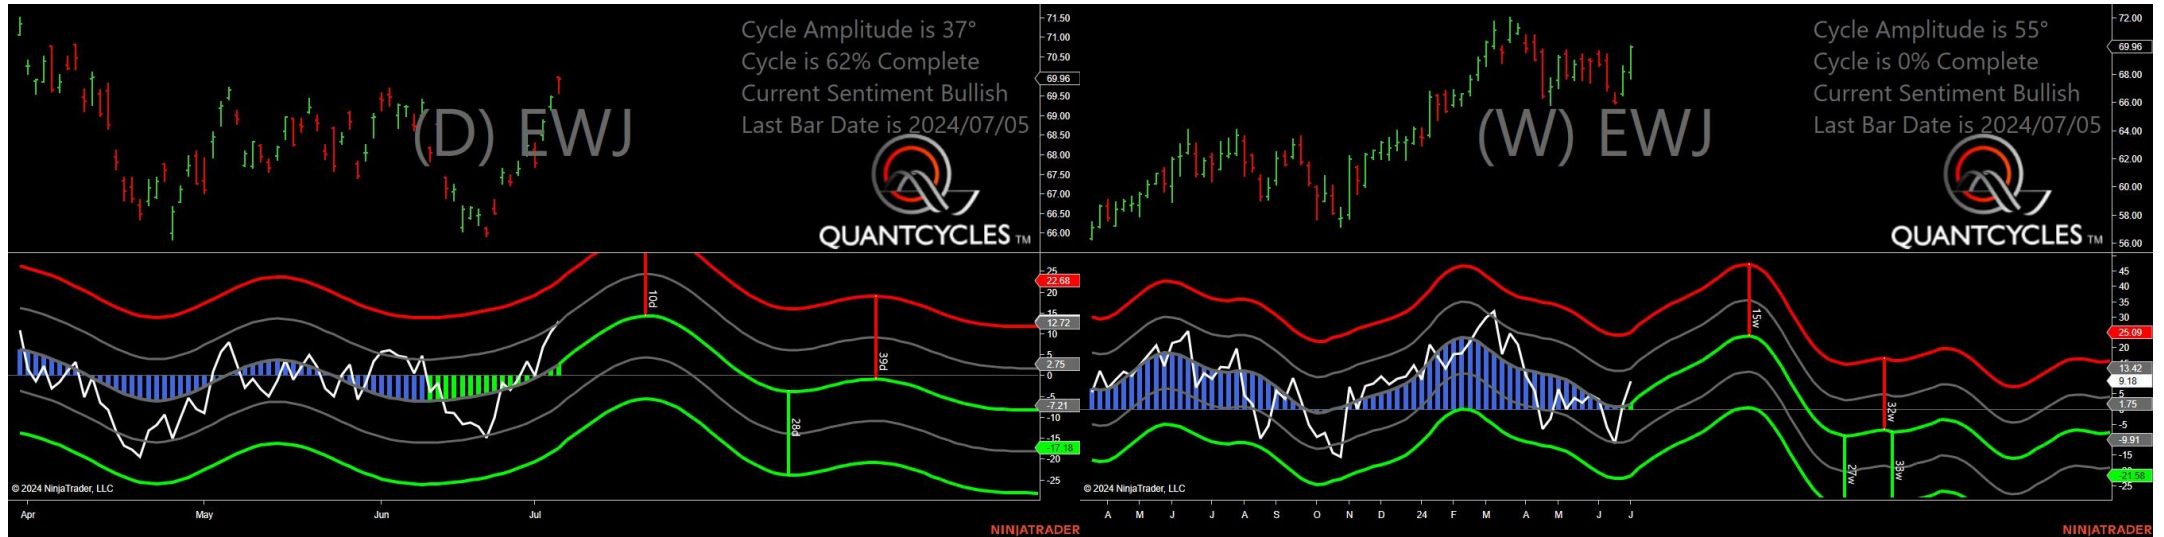 Cycle Amplitude is 37°
Cycle is 62% Complete
Current Sentiment Bullish
Last Bar Date is 2024/07/05
(D) EWJ
QUANTCYCLES TM
71.50
71.00
70.50
69.96
69.50
69.00
68.50
68.00
67.50
67.00
66.50
66.00
10d
39d
28d
25
22.68
20
15
12.72
10
5
2.75
0
-5
-7.21
-10
-15
-17.18
-20
-25
© 2024 NinjaTrader, LLC
Apr
May
Jun
Jul
NINJATRADER
Cycle Amplitude is 55°
Cycle is 0% Complete
Current Sentiment Bullish
Last Bar Date is 2024/07/05
(W) EWJ
QUANTCYCLES TM
72.00
69.96
68.00
66.00
64.00
62.00
60.00
58.00
56.00
15w
32w
27w
33w
45
40
35
30
25.09
20
13.42
9.18
5
1.75
-5
-9.91
-15
-21.58
-25
© 2024 NinjaTrader, LLC
A M J J A S O N D 24 F M A M J J
NINJATRADER